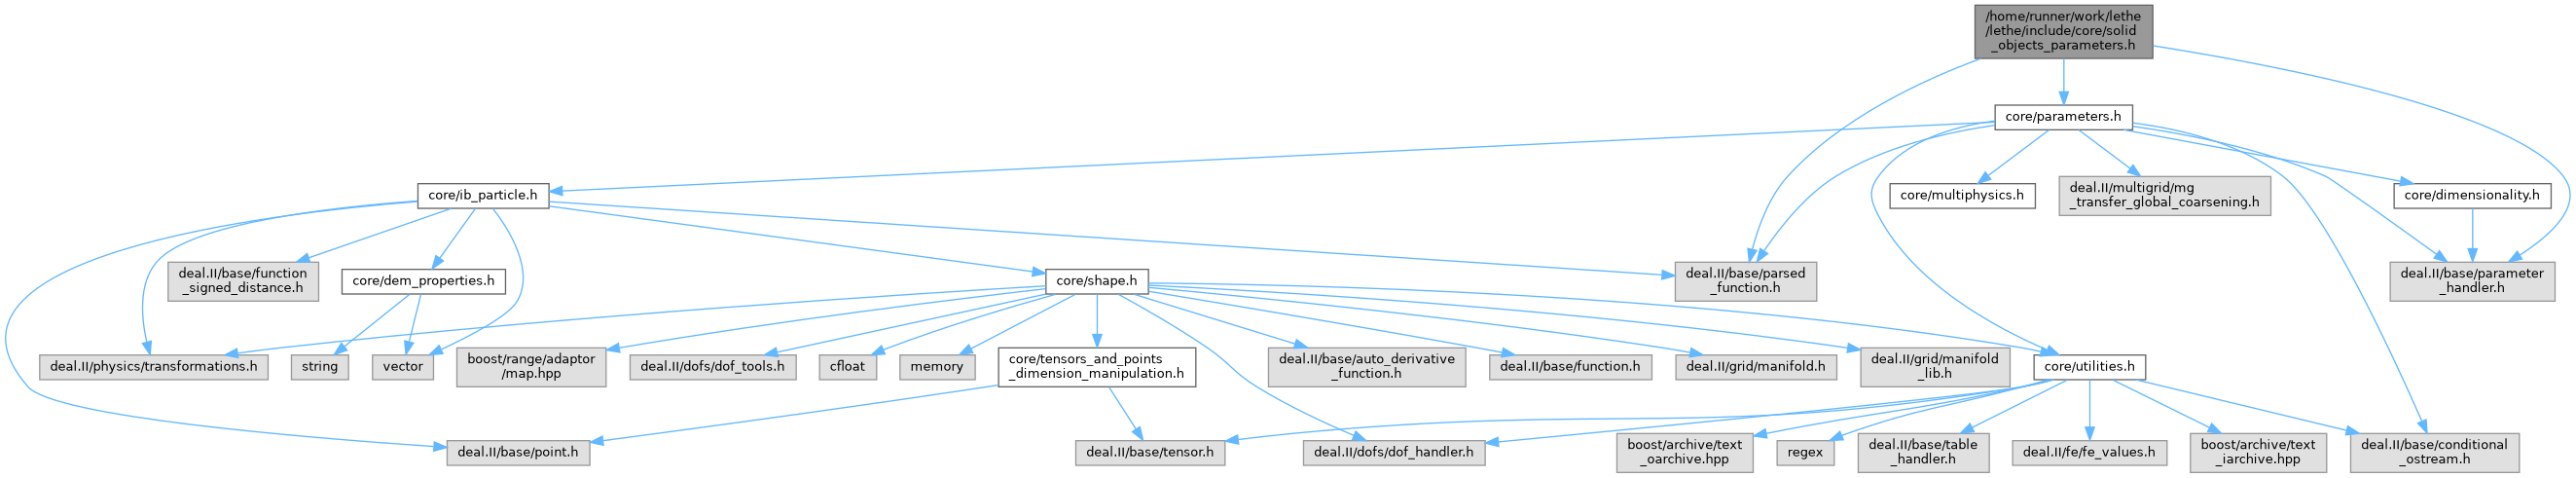 /home/runner/work/lethe
/lethe/include/core/solid
_objects_parameters.h
core/parameters.h
core/ib_particle.h
core/multiphysics.h
deal.II/multigrid/mg
_transfer_global_coarsening.h
core/dimensionality.h
deal.II/base/function
_signed_distance.h
core/dem_properties.h
core/shape.h
deal.II/base/parsed
_function.h
deal.II/base/parameter
_handler.h
deal.II/physics/transformations.h
string
vector
boost/range/adaptor
/map.hpp
deal.II/dofs/dof_tools.h
cfloat
memory
core/tensors_and_points
_dimension_manipulation.h
deal.II/base/auto_derivative
_function.h
deal.II/base/function.h
deal.II/grid/manifold.h
deal.II/grid/manifold
_lib.h
core/utilities.h
deal.II/base/point.h
deal.II/base/tensor.h
deal.II/dofs/dof_handler.h
boost/archive/text
_oarchive.hpp
regex
deal.II/base/table
_handler.h
deal.II/fe/fe_values.h
boost/archive/text
_iarchive.hpp
deal.II/base/conditional
_ostream.h